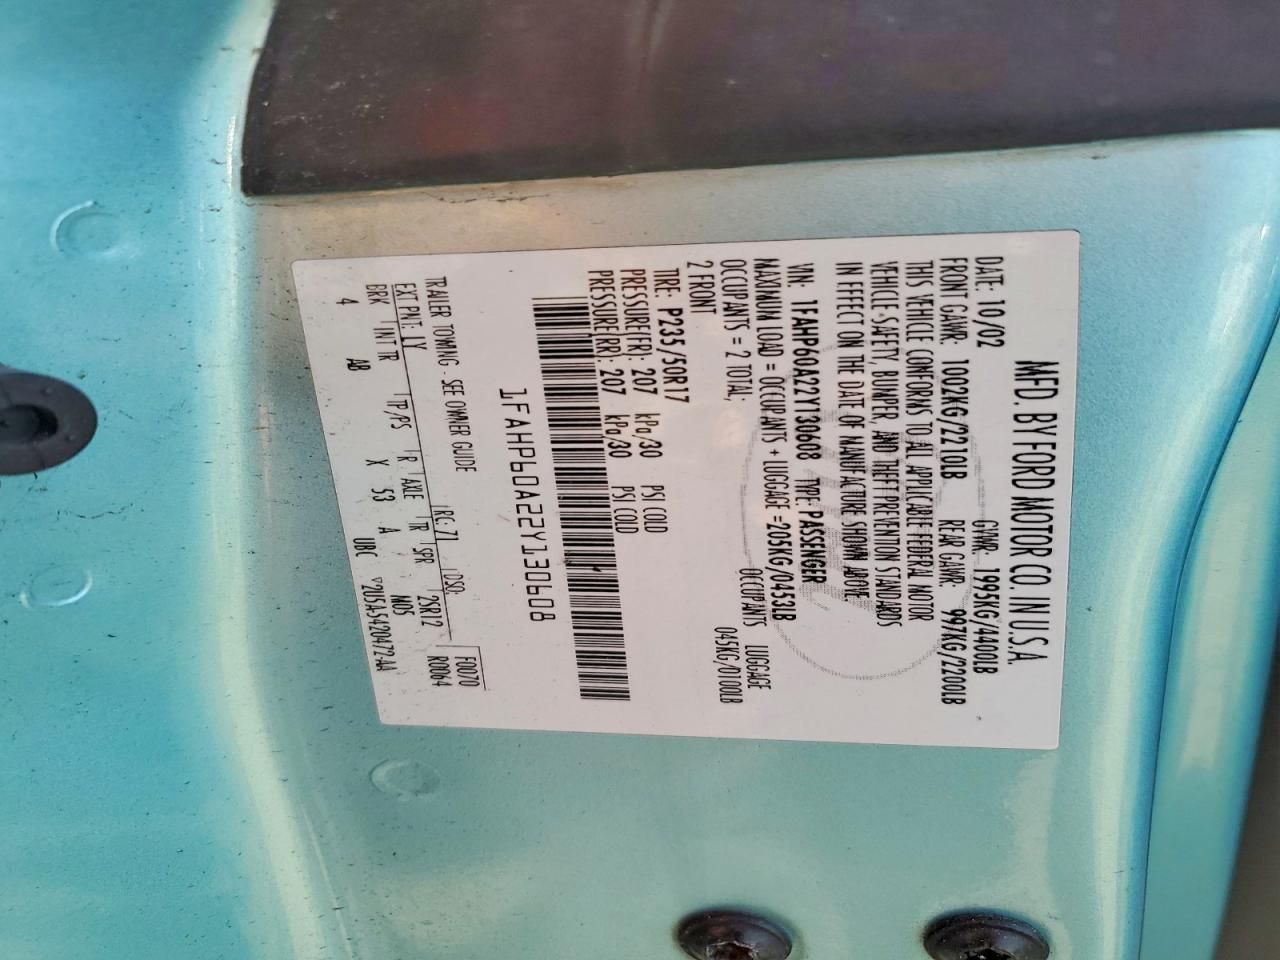 MFD. BY FORD MOTOR CO. IN U.S.A.
DATE: 10/02 GVWR: 1995KG/4400LB
FRONT GAWR: 1002KG/2210LB REAR GAWR: 997KG/2200LB
THIS VEHICLE CONFORMS TO ALL APPLICABLE FEDERAL MOTOR
VEHICLE SAFETY, BUMPER, AND THEFT PREVENTION STANDARDS
IN EFFECT ON THE DATE OF MANUFACTURE SHOWN ABOVE.
VIN: 1FAHP60A22Y130608 TYPE: PASSENGER
MAXIMUM LOAD = OCCUPANTS + LUGGAGE = 205KG/0453LB
OCCUPANTS = 2 TOTAL, OCCUPANTS LUGGAGE
2 FRONT 045KG/0100LB
TIRE: P235/50R17
PRESSURE(FR): 207 kPa/30 PSI COLD
PRESSURE(RR): 207 kPa/30 PSI COLD
1FAHP60A22Y130608
TRAILER TOWING - SEE OWNER GUIDE
EXT PNT: LY RC: 71 DSO: F0070
BRK INT TR TP/PS R AXLE TR SPR 2SR12 R0064
4 AB X S3 A N05
UBC